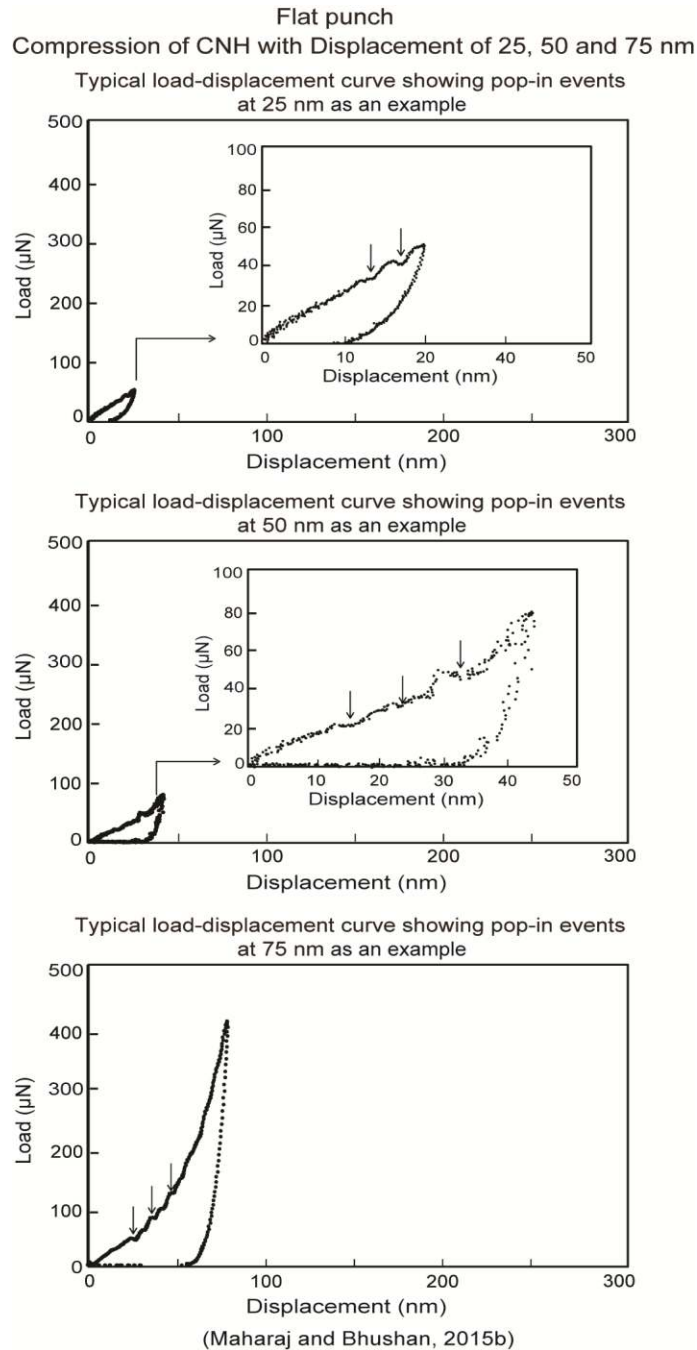 Flat punch
Compression of CNH with Displacement of 25, 50 and 75 nm
Typical load-displacement curve showing pop-in events
at 25 nm as an example
500
400
300
200
100
0
Load (µN)
100
80
60
40
20
0
Load (µN)
0 10 20 30 40 50
Displacement (nm)
0 100 200 300
Displacement (nm)
Typical load-displacement curve showing pop-in events
at 50 nm as an example
500
400
300
200
100
0
Load (µN)
100
80
60
40
20
0
Load (µN)
0 10 20 30 40 50
Displacement (nm)
0 100 200 300
Displacement (nm)
Typical load-displacement curve showing pop-in events
at 75 nm as an example
500
400
300
200
100
0
Load (µN)
0 100 200 300
Displacement (nm)
(Maharaj and Bhushan, 2015b)